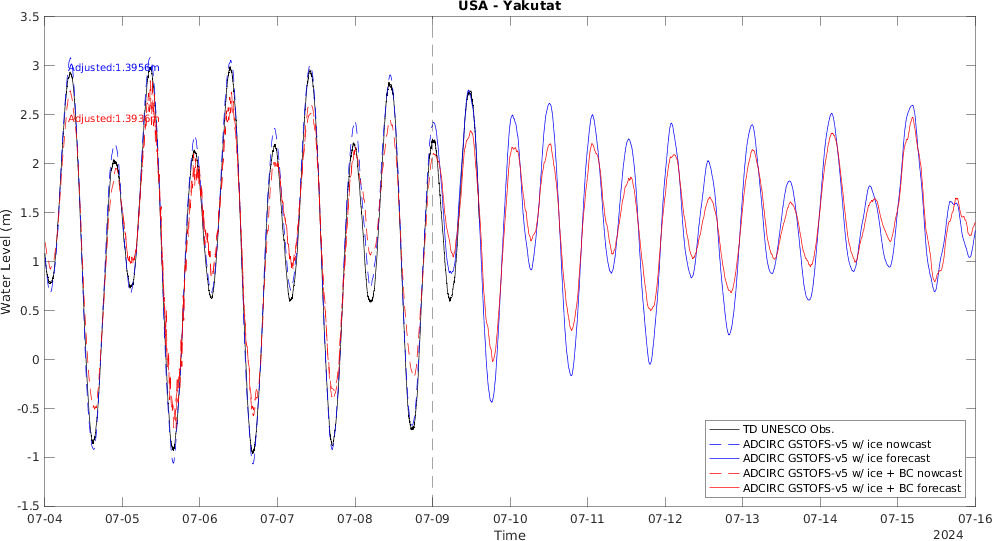 USA - Yakutat
3.5
3
2.5
2
1.5
1
0.5
0
-0.5
-1
-1.5
Water Level (m)
Adjusted:1.3956m
Adjusted:1.3936m
TD UNESCO Obs.
ADCIRC GSTOFS-v5 w/ ice nowcast
ADCIRC GSTOFS-v5 w/ ice forecast
ADCIRC GSTOFS-v5 w/ ice + BC nowcast
ADCIRC GSTOFS-v5 w/ ice + BC forecast
07-04 07-05 07-06 07-07 07-08 07-09 07-10 07-11 07-12 07-13 07-14 07-15 07-16
Time
2024